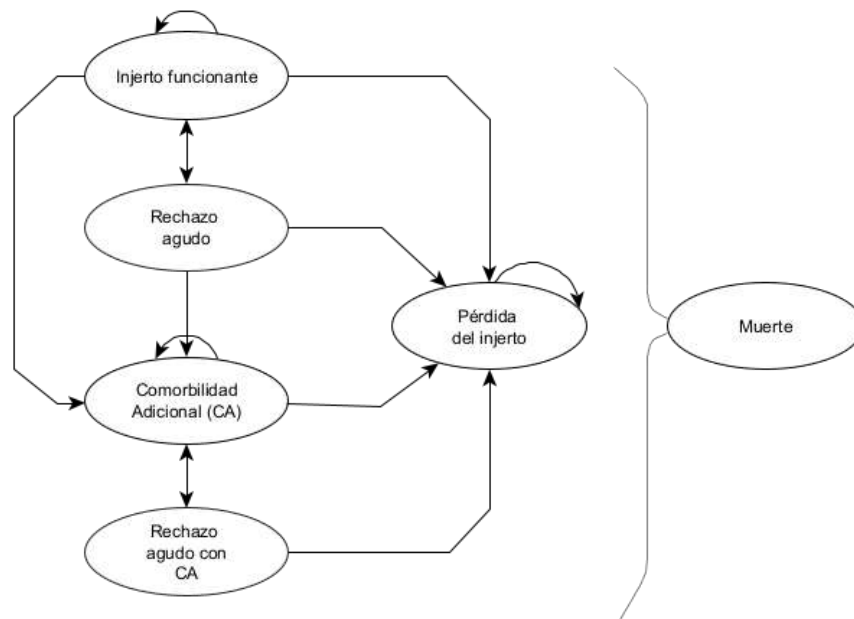 Injerto funcionante
Rechazo
agudo
Pérdida
del injerto
Muerte
Comorbilidad
Adicional (CA)
Rechazo
agudo con
CA